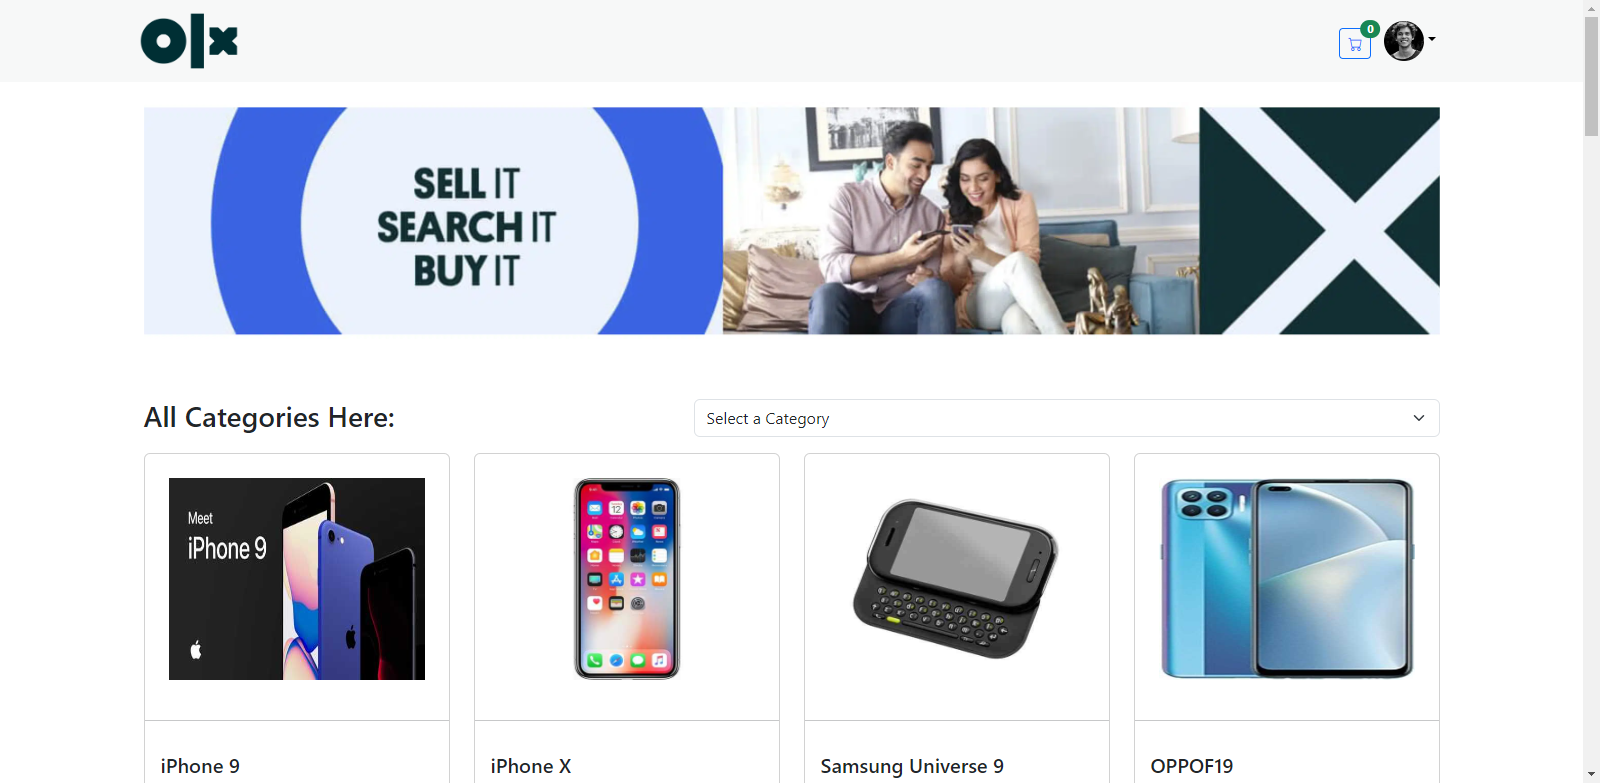 olx
0
SELL IT
SEARCH IT
BUY IT
All Categories Here:
Select a Category
Meet
iPhone 9
12
iPhone 9
iPhone X
Samsung Universe 9
OPPOF19